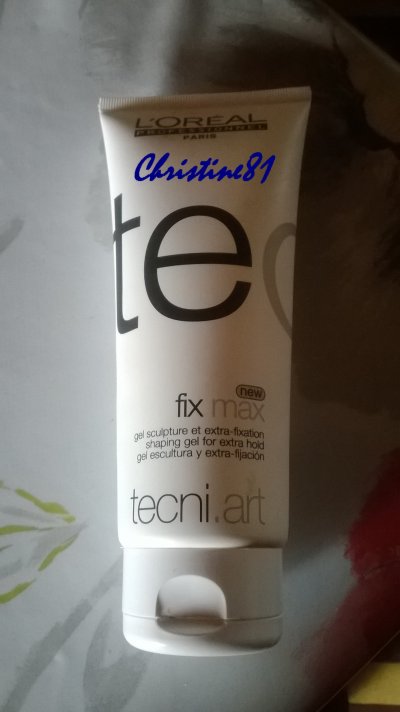 L'ORÉAL
PROFESSIONNEL
PARIS
Christine81
te
new
fix max
gel sculpture et extra-fixation
shaping gel for extra hold
gel escultura y extra-fijación
tecni.art